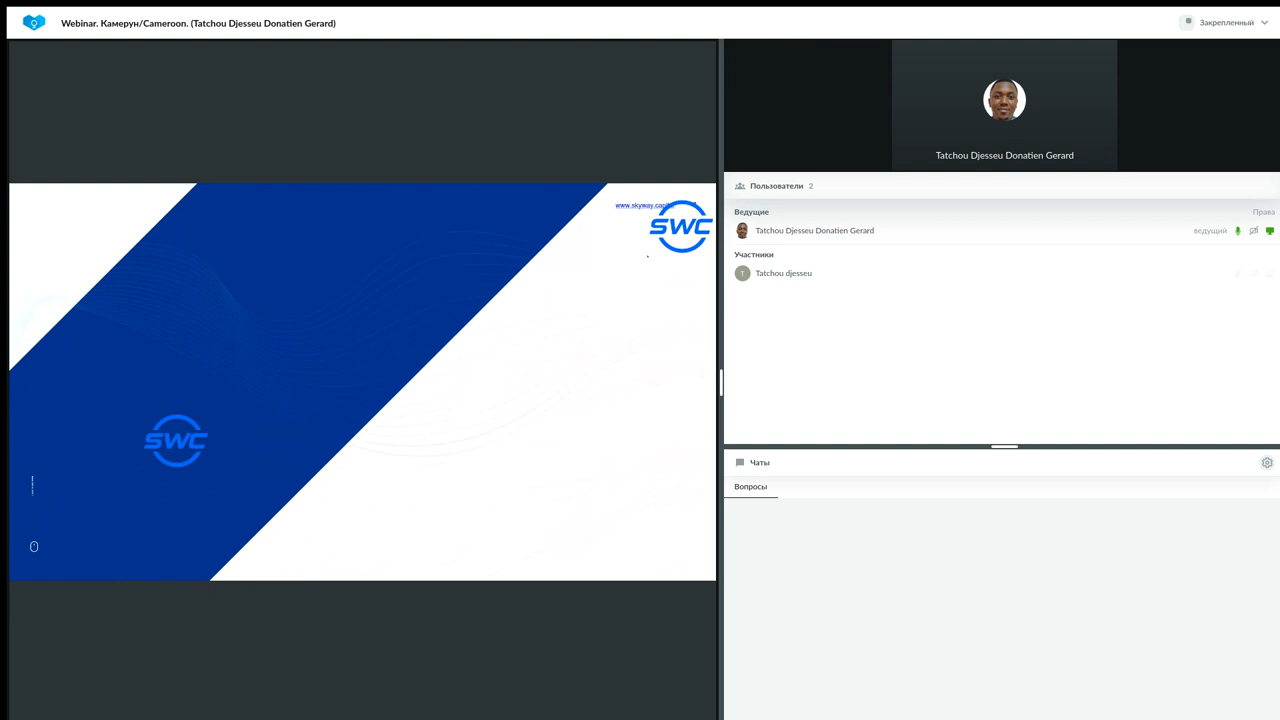 Webinar. Камерун/Cameroon. (Tatchou Djesseu Donatien Gerard)
Закрепленный
www.skyway.capital
SWC
SWC
Tatchou Djesseu Donatien Gerard
Пользователи 2
Ведущие
Права
Tatchou Djesseu Donatien Gerard
ведущий
Участники
T
Tatchou djesseu
Чаты
Вопросы